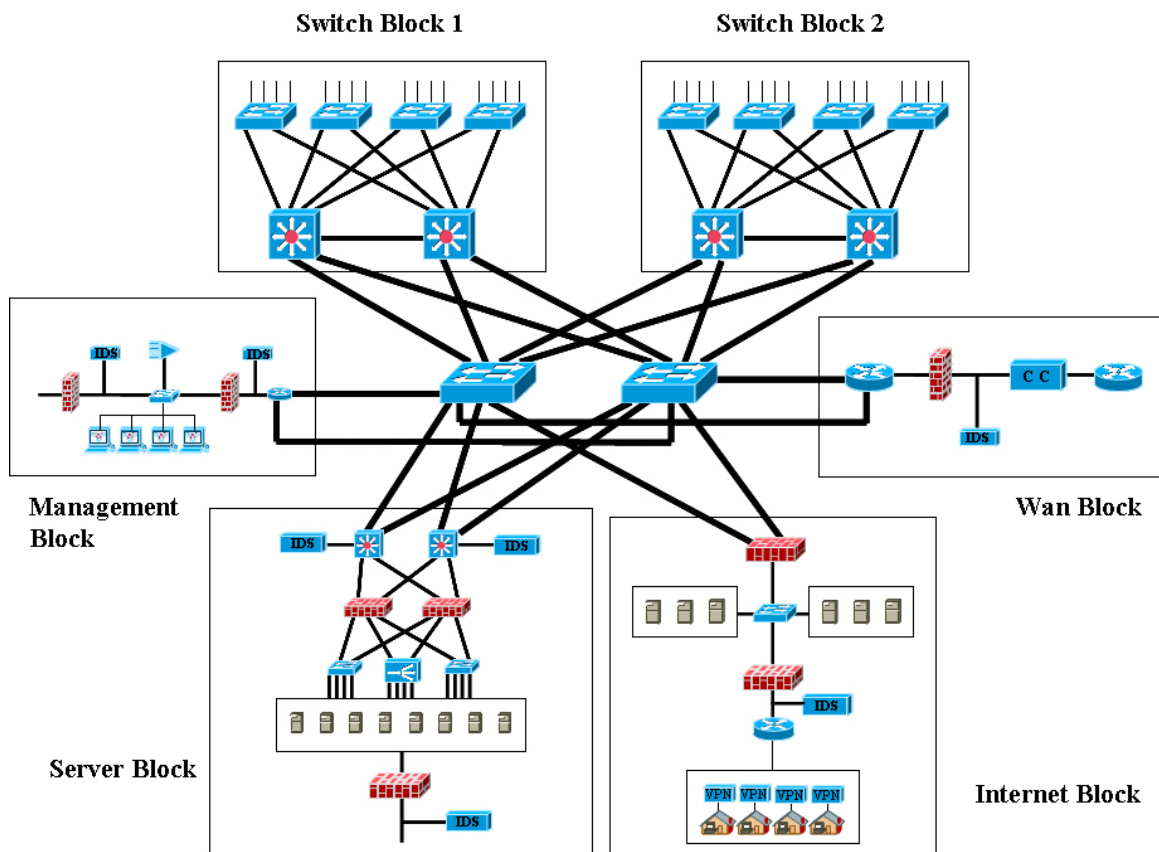 Switch Block 1
Switch Block 2
IDS
IDS
C C
IDS
Management
Block
Wan Block
IDS
IDS
IDS
Server Block
IDS
VPN VPN VPN VPN
Internet Block